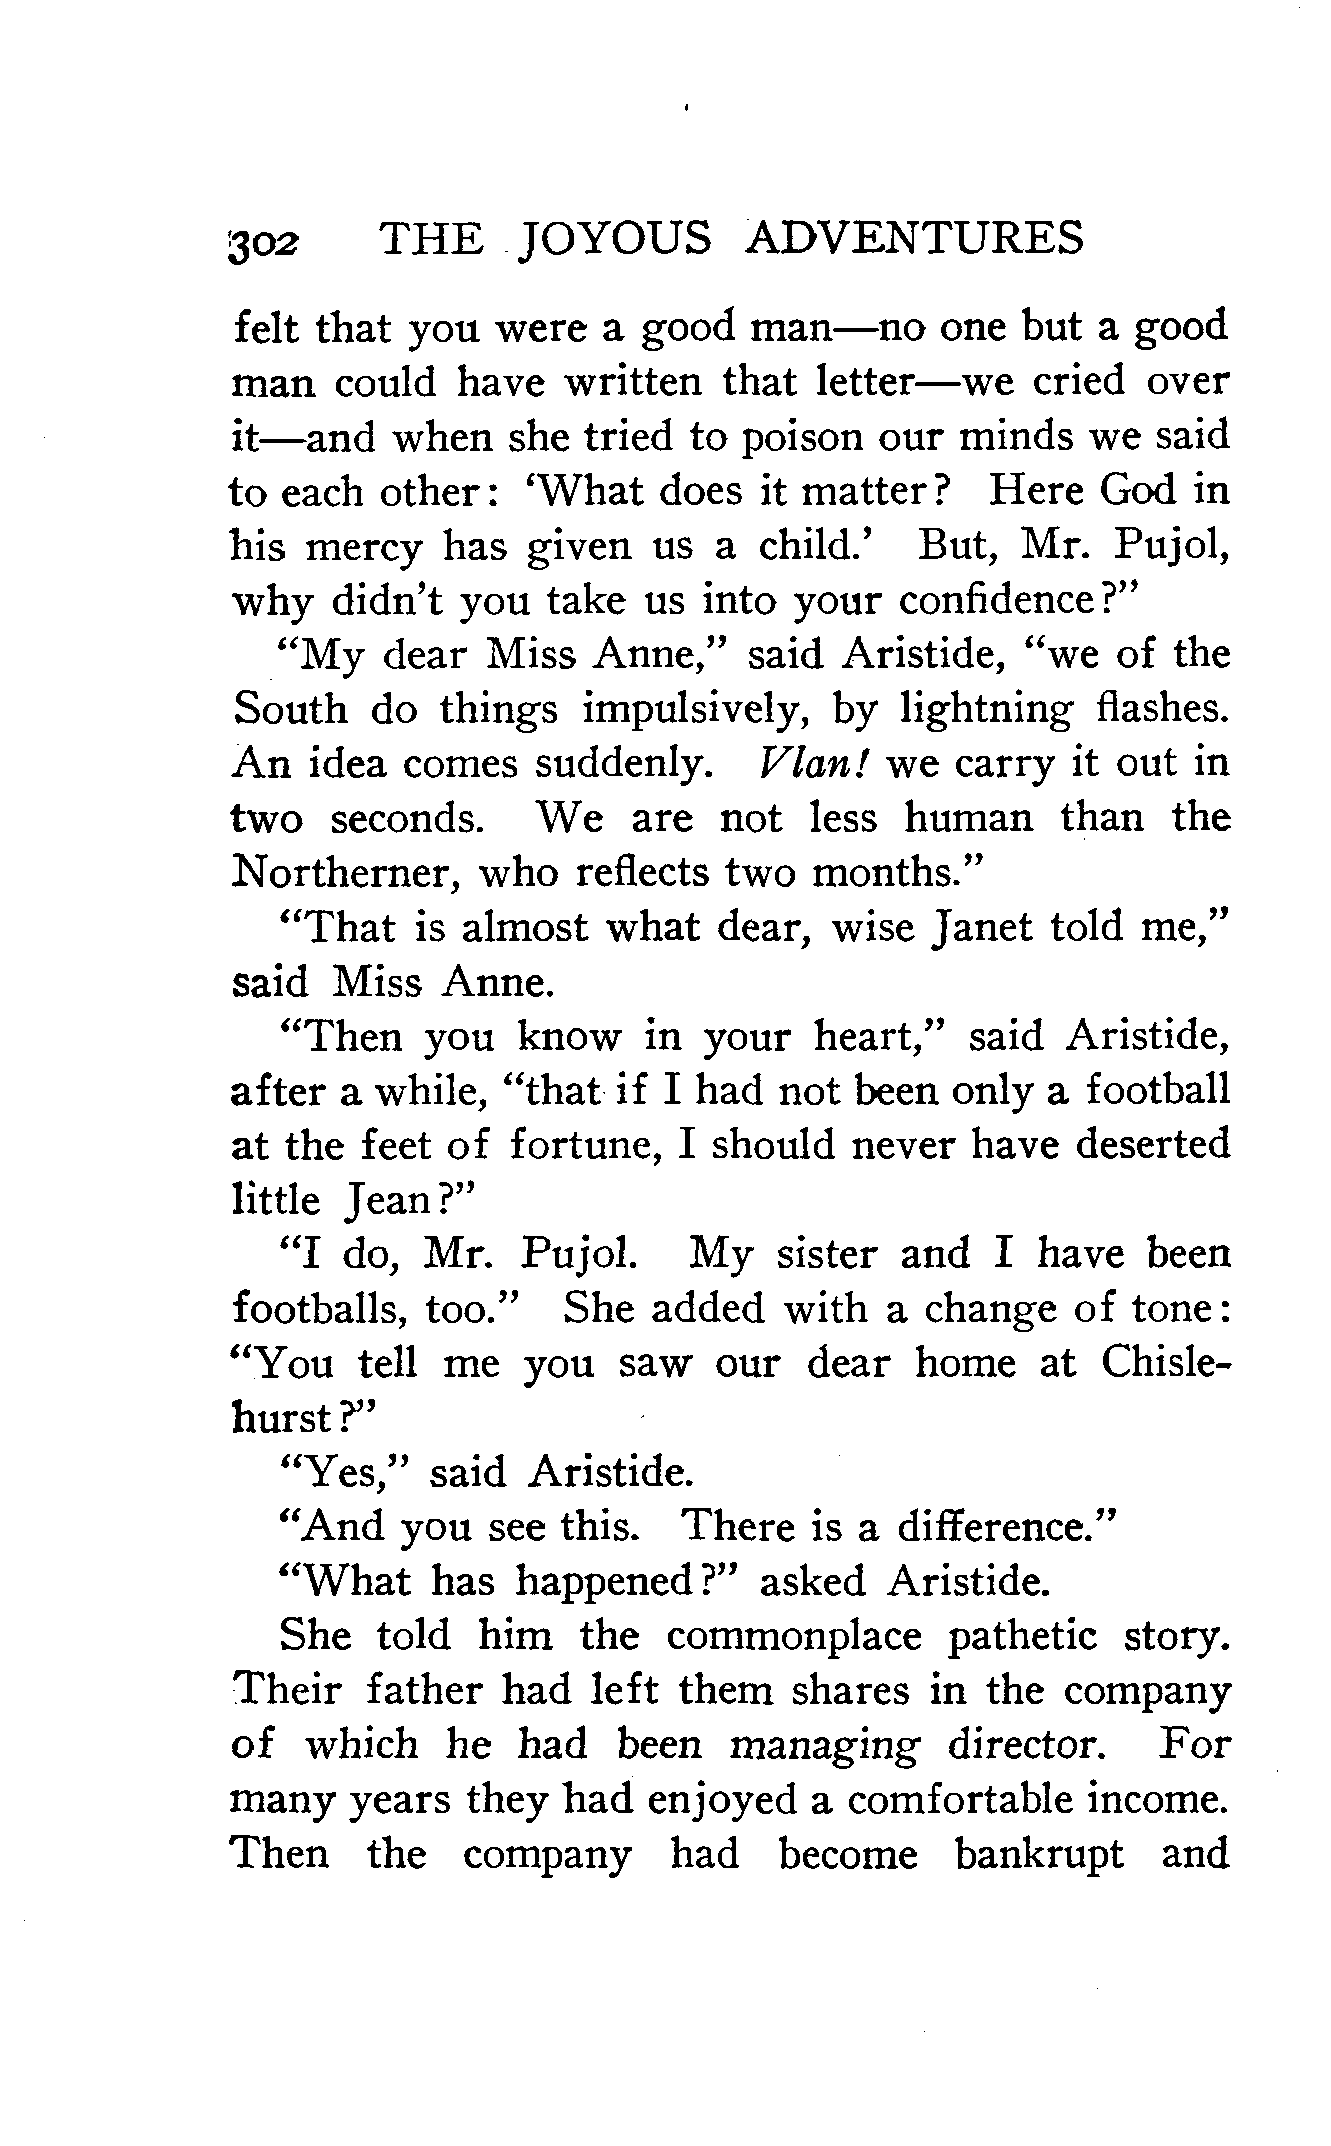 302 THE JOYOUS ADVENTURES
felt that you were a good man—no one but a good
man could have written that letter—we cried over
it—and when she tried to poison our minds we said
to each other: ‘What does it matter? Here God in
his mercy has given us a child.’ But, Mr. Pujol,
why didn’t you take us into your confidence?”
“My dear Miss Anne,” said Aristide, “we of the
South do things impulsively, by lightning flashes.
An idea comes suddenly. Vlan! we carry it out in
two seconds. We are not less human than the
Northerner, who reflects two months.”
“That is almost what dear, wise Janet told me,”
said Miss Anne.
“Then you know in your heart,” said Aristide,
after a while, “that if I had not been only a football
at the feet of fortune, I should never have deserted
little Jean?”
“I do, Mr. Pujol. My sister and I have been
footballs, too.” She added with a change of tone:
“You tell me you saw our dear home at Chisle-
hurst?”
“Yes,” said Aristide.
“And you see this. There is a difference.”
“What has happened?” asked Aristide.
She told him the commonplace pathetic story.
Their father had left them shares in the company
of which he had been managing director. For
many years they had enjoyed a comfortable income.
Then the company had become bankrupt and